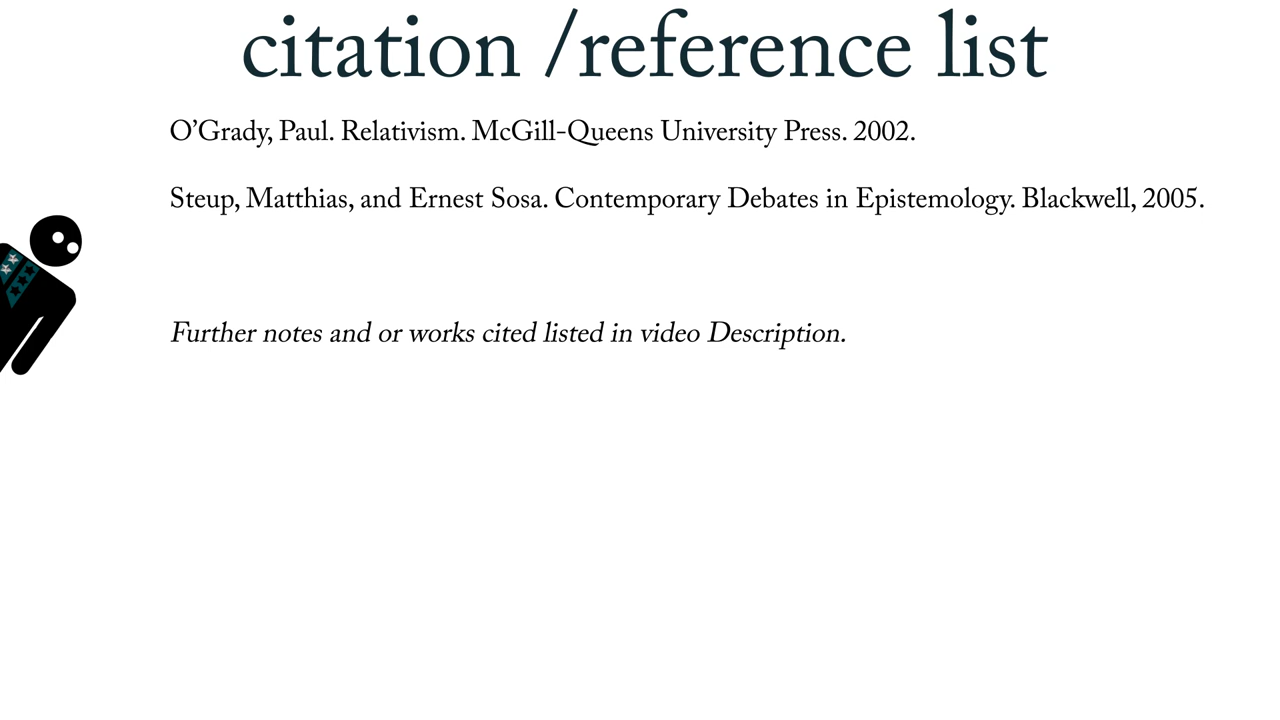 citation /reference list
O’Grady, Paul. Relativism. McGill-Queens University Press. 2002.
Steup, Matthias, and Ernest Sosa. Contemporary Debates in Epistemology. Blackwell, 2005.
Further notes and or works cited listed in video Description.